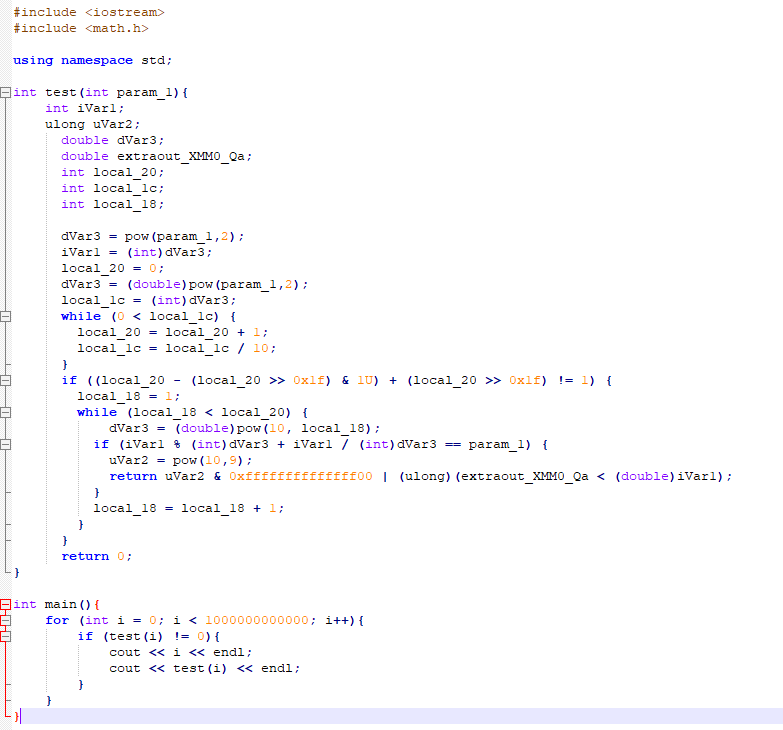 #include <iostream>
#include <math.h>

using namespace std;

int test(int param_1){
    int iVar1;
    ulong uVar2;
      double dVar3;
      double extraout_XMM0_Qa;
      int local_20;
      int local_1c;
      int local_18;

      dVar3 = pow(param_1,2);
      iVar1 = (int)dVar3;
      local_20 = 0;
      dVar3 = (double)pow(param_1,2);
      local_1c = (int)dVar3;
      while (0 < local_1c) {
        local_20 = local_20 + 1;
        local_1c = local_1c / 10;
      }
      if ((local_20 - (local_20 >> 0x1f) & 1U) + (local_20 >> 0x1f) != 1) {
        local_18 = 1;
        while (local_18 < local_20) {
            dVar3 = (double)pow(10, local_18);
          if (iVar1 % (int)dVar3 + iVar1 / (int)dVar3 == param_1) {
            uVar2 = pow(10,9);
            return uVar2 & 0xffffffffffffff00 | (ulong)(extraout_XMM0_Qa < (double)iVar1);
          }
          local_18 = local_18 + 1;
        }
      }
      return 0;
}

int main(){
    for (int i = 0; i < 1000000000000; i++){
        if (test(i) != 0){
            cout << i << endl;
            cout << test(i) << endl;
        }
    }
}